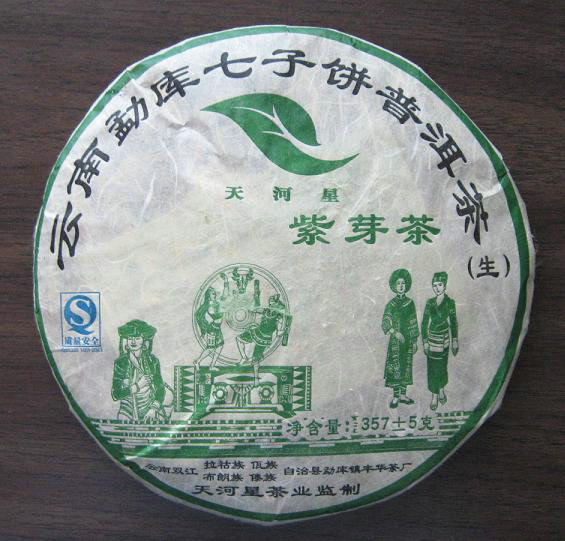 云南勐库七子饼普洱茶
(生)
天河星
紫芽茶
质量安全
净含量:357±5克
云南双江 拉祜族 佤族 布朗族 傣族 自治县勐库镇丰华茶厂
天河星茶业监制